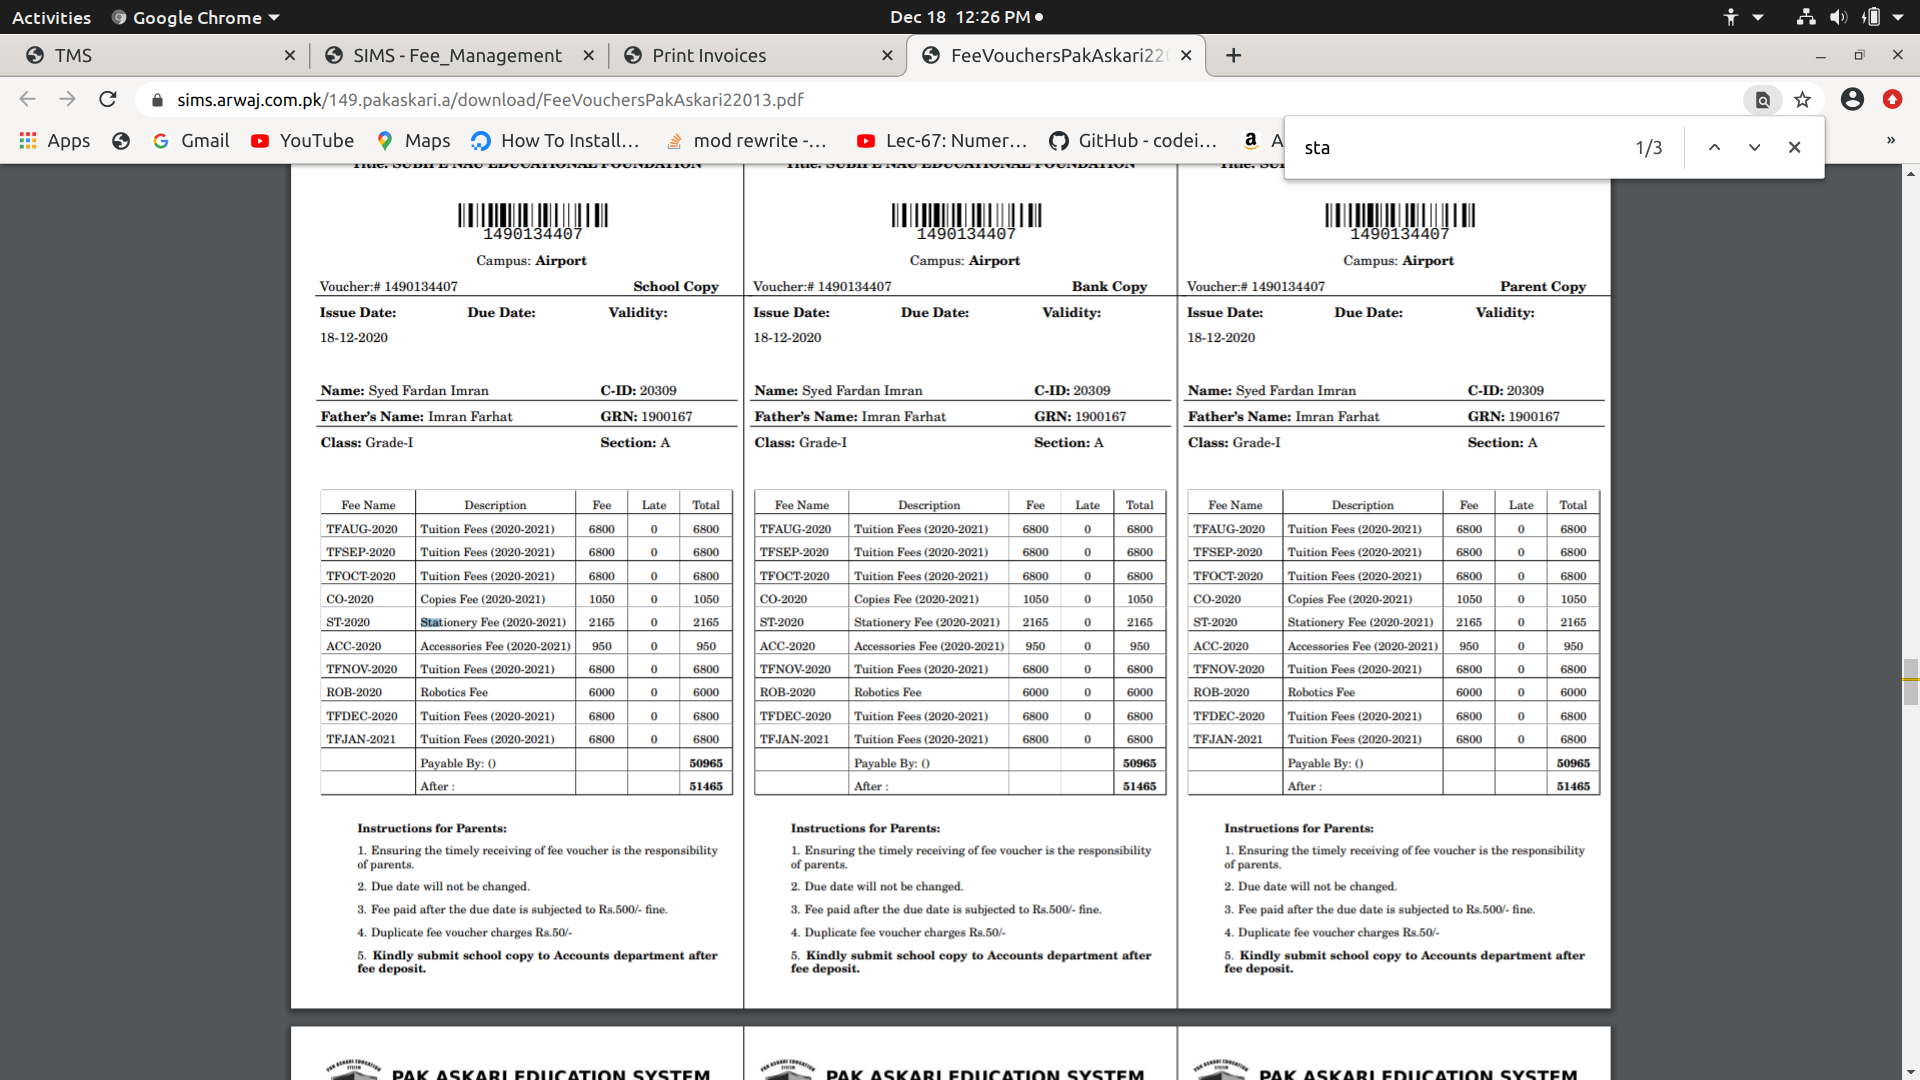 Activities Google Chrome Dec 18 12:26 PM
TMS SIMS - Fee_Management Print Invoices FeeVouchersPakAskari220
sims.arwaj.com.pk/149.pakaskari.a/download/FeeVouchersPakAskari22013.pdf
Apps Gmail YouTube Maps How To Install... mod rewrite -... Lec-67: Numer... GitHub - codei... A »
sta 1/3
Title: SUBIPE NAU EDUCATIONAL FOUNDATION
1490134407
Campus: Airport
Voucher:# 1490134407 School Copy
Issue Date: Due Date: Validity:
18-12-2020
Name: Syed Fardan Imran C-ID: 20309
Father's Name: Imran Farhat GRN: 1900167
Class: Grade-I Section: A
Fee Name Description Fee Late Total
TFAUG-2020 Tuition Fees (2020-2021) 6800 0 6800
TFSEP-2020 Tuition Fees (2020-2021) 6800 0 6800
TFOCT-2020 Tuition Fees (2020-2021) 6800 0 6800
CO-2020 Copies Fee (2020-2021) 1050 0 1050
ST-2020 Stationery Fee (2020-2021) 2165 0 2165
ACC-2020 Accessories Fee (2020-2021) 950 0 950
TFNOV-2020 Tuition Fees (2020-2021) 6800 0 6800
ROB-2020 Robotics Fee 6000 0 6000
TFDEC-2020 Tuition Fees (2020-2021) 6800 0 6800
TFJAN-2021 Tuition Fees (2020-2021) 6800 0 6800
Payable By: () 50965
After : 51465
Instructions for Parents:
1. Ensuring the timely receiving of fee voucher is the responsibility
of parents.
2. Due date will not be changed.
3. Fee paid after the due date is subjected to Rs.500/- fine.
4. Duplicate fee voucher charges Rs.50/-
5. Kindly submit school copy to Accounts department after
fee deposit.
PAK ASKARI EDUCATION SYSTEM
1490134407
Campus: Airport
Voucher:# 1490134407 Bank Copy
Issue Date: Due Date: Validity:
18-12-2020
Name: Syed Fardan Imran C-ID: 20309
Father's Name: Imran Farhat GRN: 1900167
Class: Grade-I Section: A
Fee Name Description Fee Late Total
TFAUG-2020 Tuition Fees (2020-2021) 6800 0 6800
TFSEP-2020 Tuition Fees (2020-2021) 6800 0 6800
TFOCT-2020 Tuition Fees (2020-2021) 6800 0 6800
CO-2020 Copies Fee (2020-2021) 1050 0 1050
ST-2020 Stationery Fee (2020-2021) 2165 0 2165
ACC-2020 Accessories Fee (2020-2021) 950 0 950
TFNOV-2020 Tuition Fees (2020-2021) 6800 0 6800
ROB-2020 Robotics Fee 6000 0 6000
TFDEC-2020 Tuition Fees (2020-2021) 6800 0 6800
TFJAN-2021 Tuition Fees (2020-2021) 6800 0 6800
Payable By: () 50965
After : 51465
Instructions for Parents:
1. Ensuring the timely receiving of fee voucher is the responsibility
of parents.
2. Due date will not be changed.
3. Fee paid after the due date is subjected to Rs.500/- fine.
4. Duplicate fee voucher charges Rs.50/-
5. Kindly submit school copy to Accounts department after
fee deposit.
PAK ASKARI EDUCATION SYSTEM
1490134407
Campus: Airport
Voucher:# 1490134407 Parent Copy
Issue Date: Due Date: Validity:
18-12-2020
Name: Syed Fardan Imran C-ID: 20309
Father's Name: Imran Farhat GRN: 1900167
Class: Grade-I Section: A
Fee Name Description Fee Late Total
TFAUG-2020 Tuition Fees (2020-2021) 6800 0 6800
TFSEP-2020 Tuition Fees (2020-2021) 6800 0 6800
TFOCT-2020 Tuition Fees (2020-2021) 6800 0 6800
CO-2020 Copies Fee (2020-2021) 1050 0 1050
ST-2020 Stationery Fee (2020-2021) 2165 0 2165
ACC-2020 Accessories Fee (2020-2021) 950 0 950
TFNOV-2020 Tuition Fees (2020-2021) 6800 0 6800
ROB-2020 Robotics Fee 6000 0 6000
TFDEC-2020 Tuition Fees (2020-2021) 6800 0 6800
TFJAN-2021 Tuition Fees (2020-2021) 6800 0 6800
Payable By: () 50965
After : 51465
Instructions for Parents:
1. Ensuring the timely receiving of fee voucher is the responsibility
of parents.
2. Due date will not be changed.
3. Fee paid after the due date is subjected to Rs.500/- fine.
4. Duplicate fee voucher charges Rs.50/-
5. Kindly submit school copy to Accounts department after
fee deposit.
PAK ASKARI EDUCATION SYSTEM